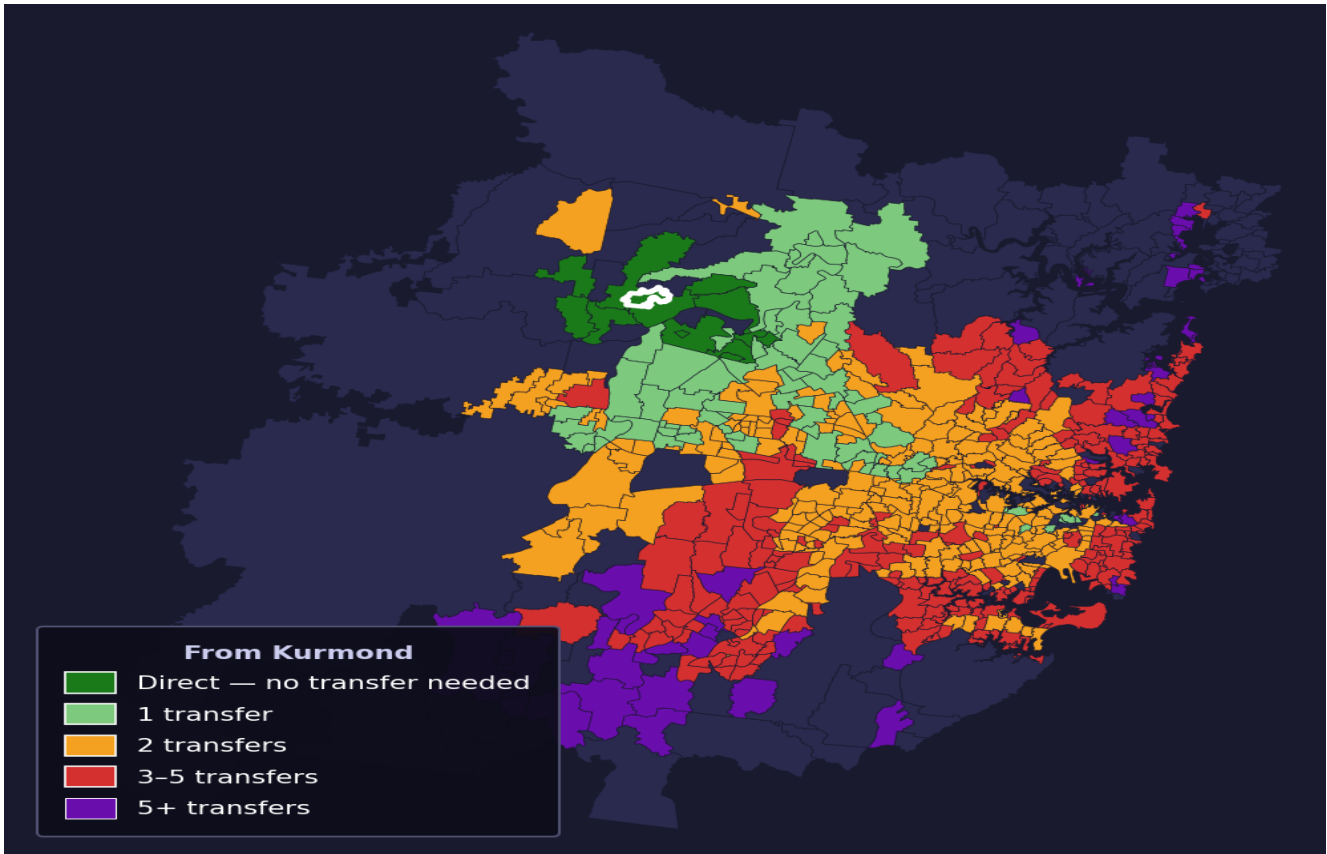 From Kurmond
Direct — no transfer needed
1 transfer
2 transfers
3–5 transfers
5+ transfers